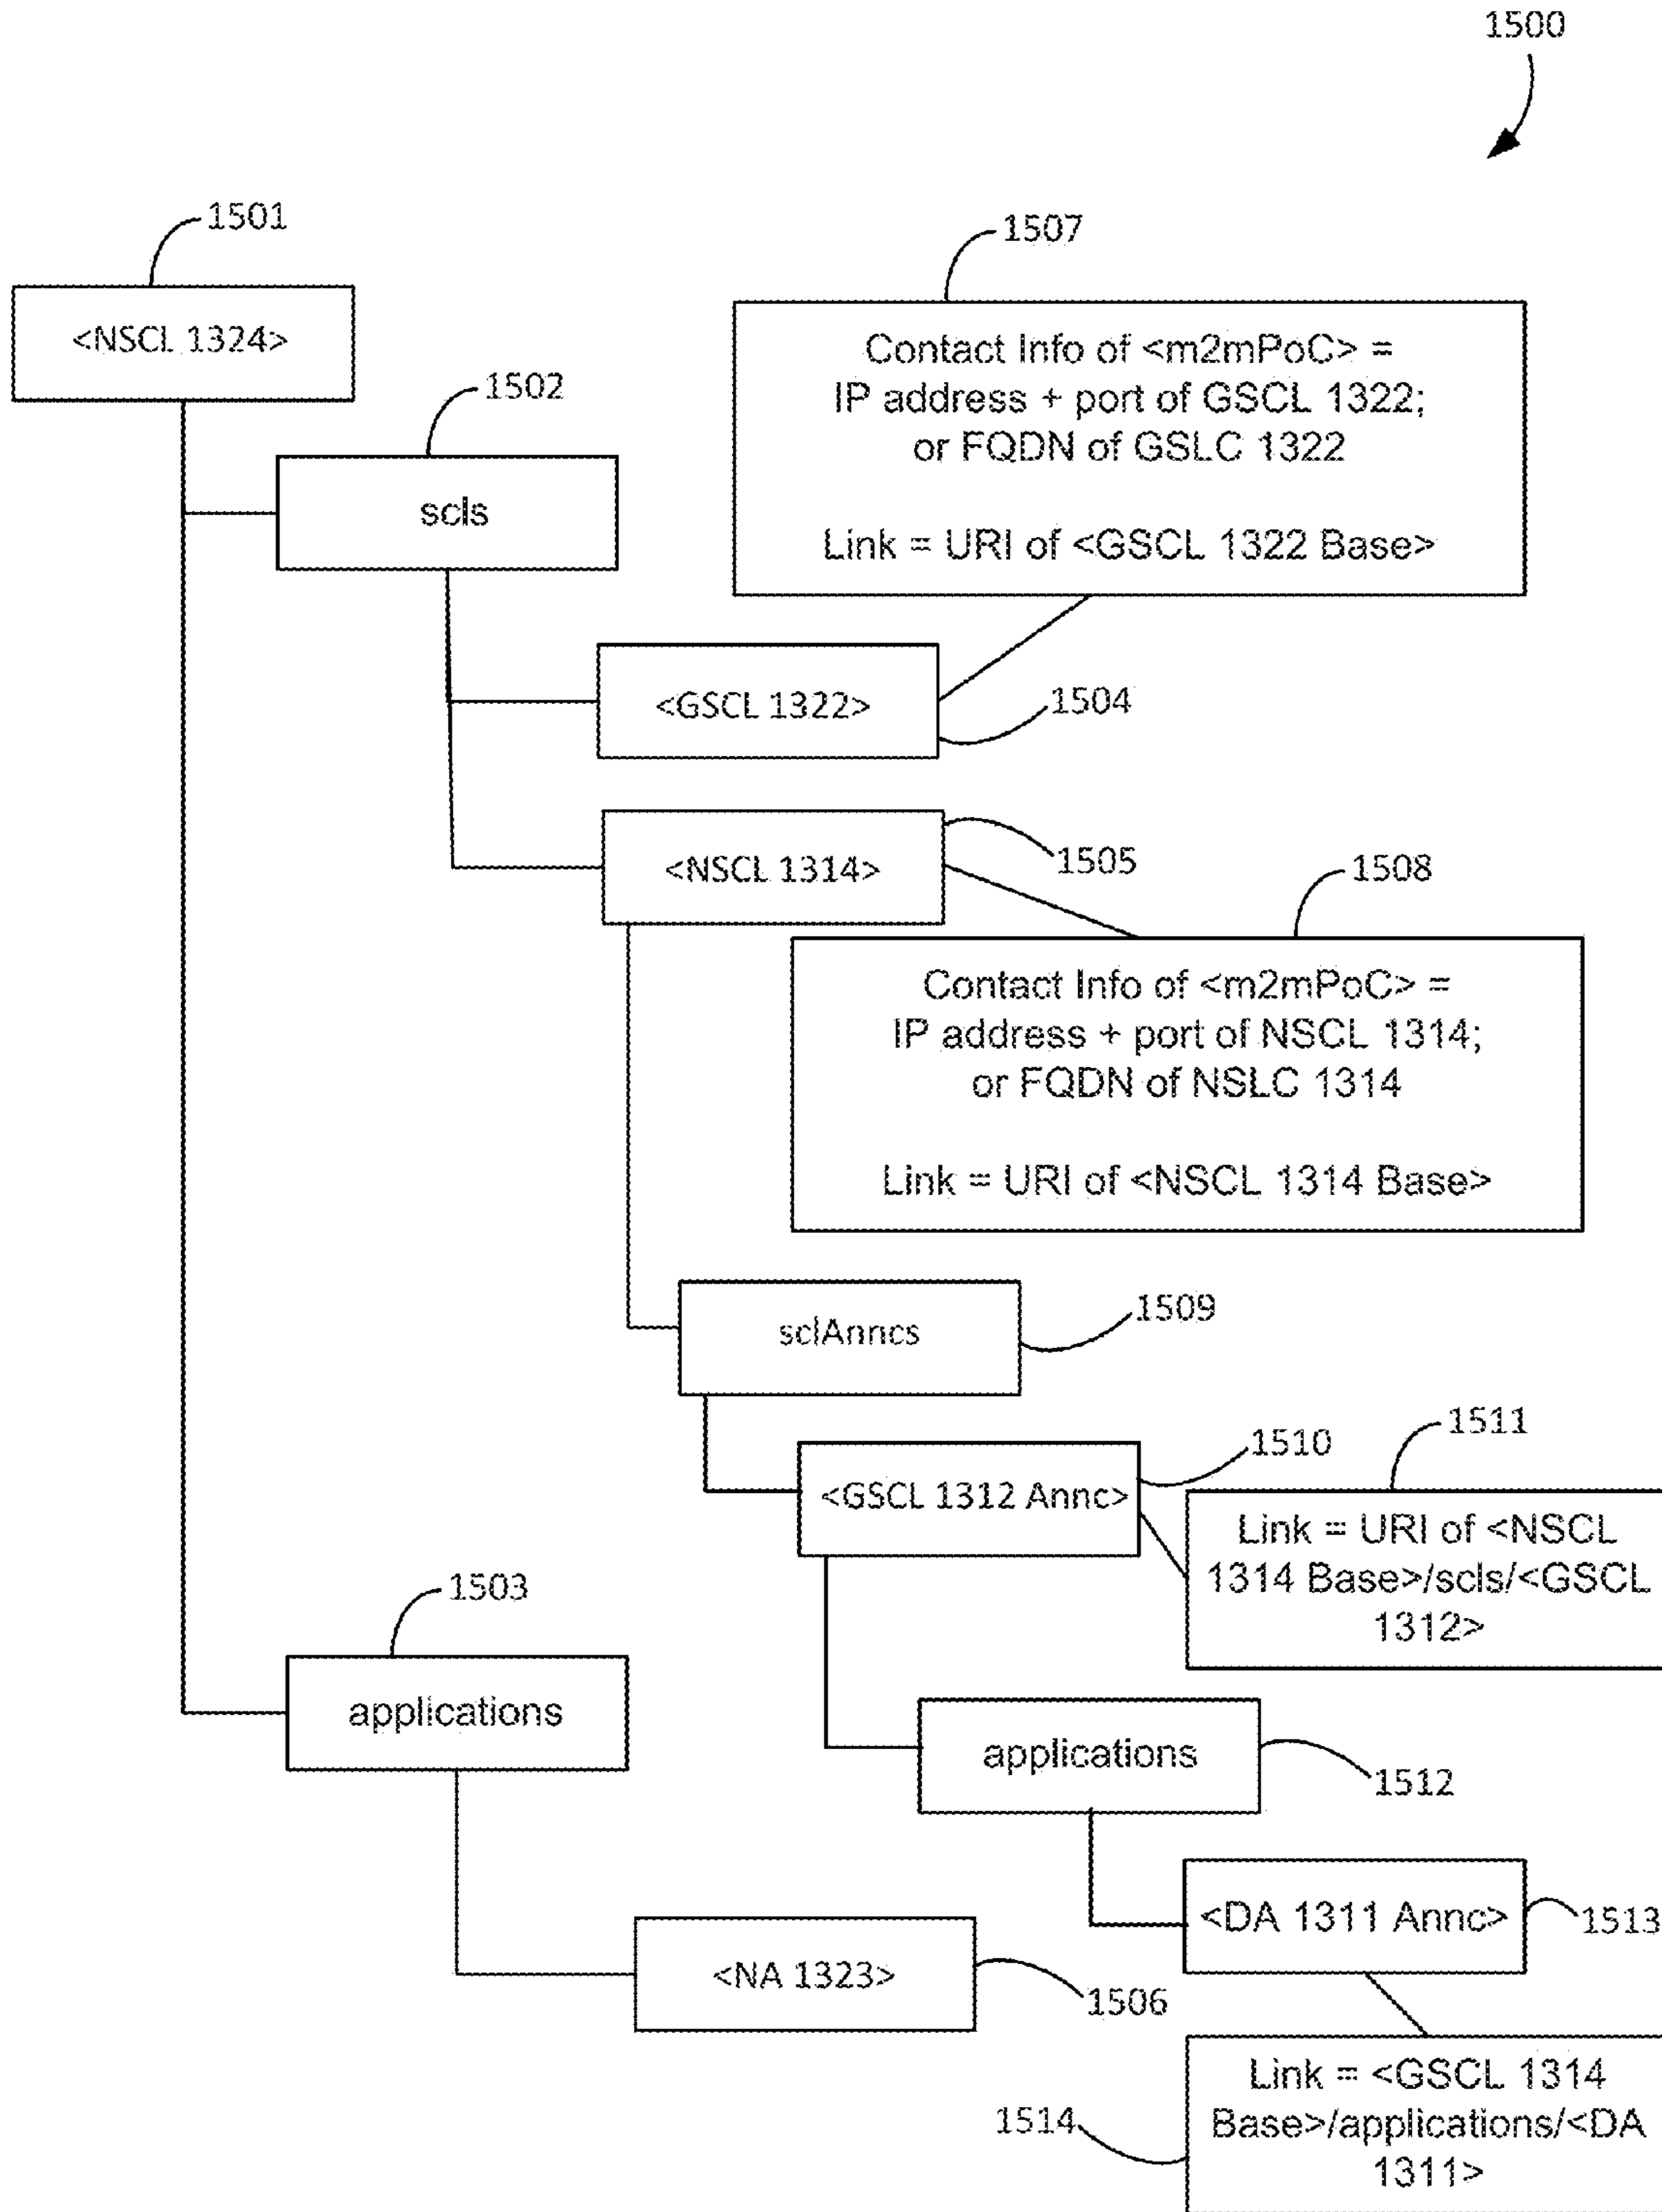 1500
1501
<NSCL 1324>
1507
Contact Info of <m2mPoC> =
IP address + port of GSCL 1322;
or FQDN of GSLC 1322
Link = URI of <GSCL 1322 Base>
1502
scls
<GSCL 1322>
1504
<NSCL 1314>
1505
1508
Contact Info of <m2mPoC> =
IP address + port of NSCL 1314;
or FQDN of NSLC 1314
Link = URI of <NSCL 1314 Base>
sclAnncs
1509
<GSCL 1312 Annc>
1510
1511
Link = URI of <NSCL
1314 Base>/scls/<GSCL
1312>
1503
applications
applications
1512
<DA 1311 Annc>
1513
<NA 1323>
1506
Link = <GSCL 1314
Base>/applications/<DA
1311>
1514